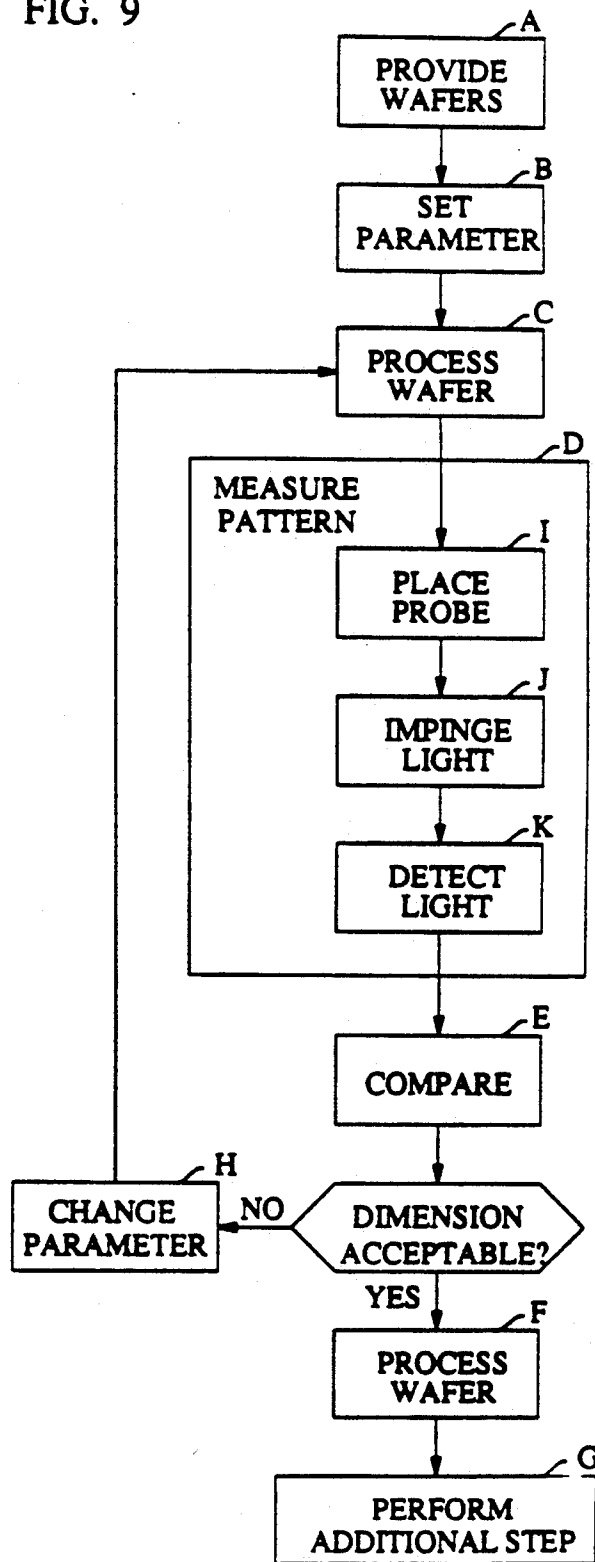 FIG. 9
A
PROVIDE
WAFERS
B
SET
PARAMETER
C
PROCESS
WAFER
D
MEASURE
PATTERN
I
PLACE
PROBE
J
IMPINGE
LIGHT
K
DETECT
LIGHT
E
COMPARE
H
CHANGE
PARAMETER
NO
DIMENSION
ACCEPTABLE?
YES
F
PROCESS
WAFER
G
PERFORM
ADDITIONAL STEP